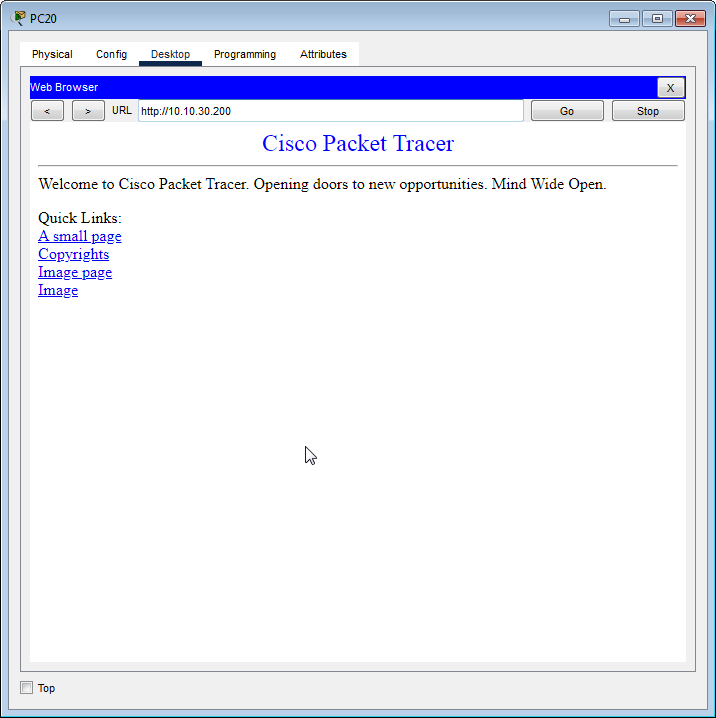 PC20
Physical Config Desktop Programming Attributes
Web Browser X
< > URL http://10.10.30.200 Go Stop
Cisco Packet Tracer
Welcome to Cisco Packet Tracer. Opening doors to new opportunities. Mind Wide Open.
Quick Links:
A small page
Copyrights
Image page
Image
Top